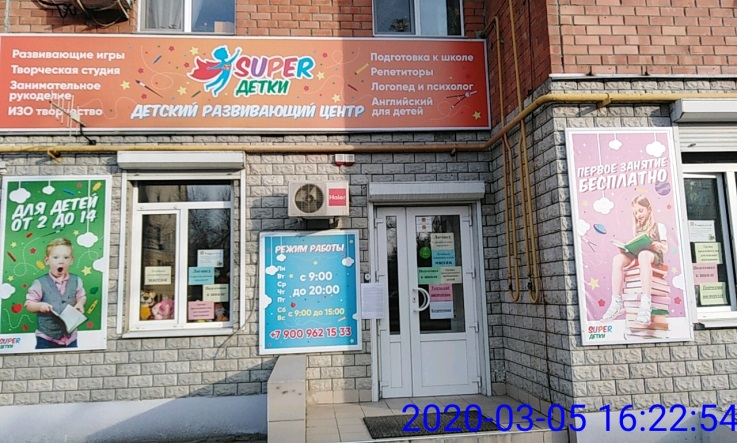 Развивающие игры
Творческая студия
Занимательное
рукоделие
ИЗО творчество
SUPER
ДЕТКИ
ДЕТСКИЙ РАЗВИВАЮЩИЙ ЦЕНТР
Подготовка к школе
Репетиторы
Логопед и психолог
Английский
для детей
ДЛЯ ДЕТЕЙ
ОТ 2 ДО 14
SUPER
ДЕТКИ
Haier
РЕЖИМ РАБОТЫ
Пн
Вт
Ср
Чт
Пт
с 9:00
до 20:00
Сб
Вс
с 9:00 до 15:00
+7 900 962 15 33
ПЕРВОЕ ЗАНЯТИЕ
БЕСПЛАТНО
SUPER
ДЕТКИ
2020-03-05 16:22:54